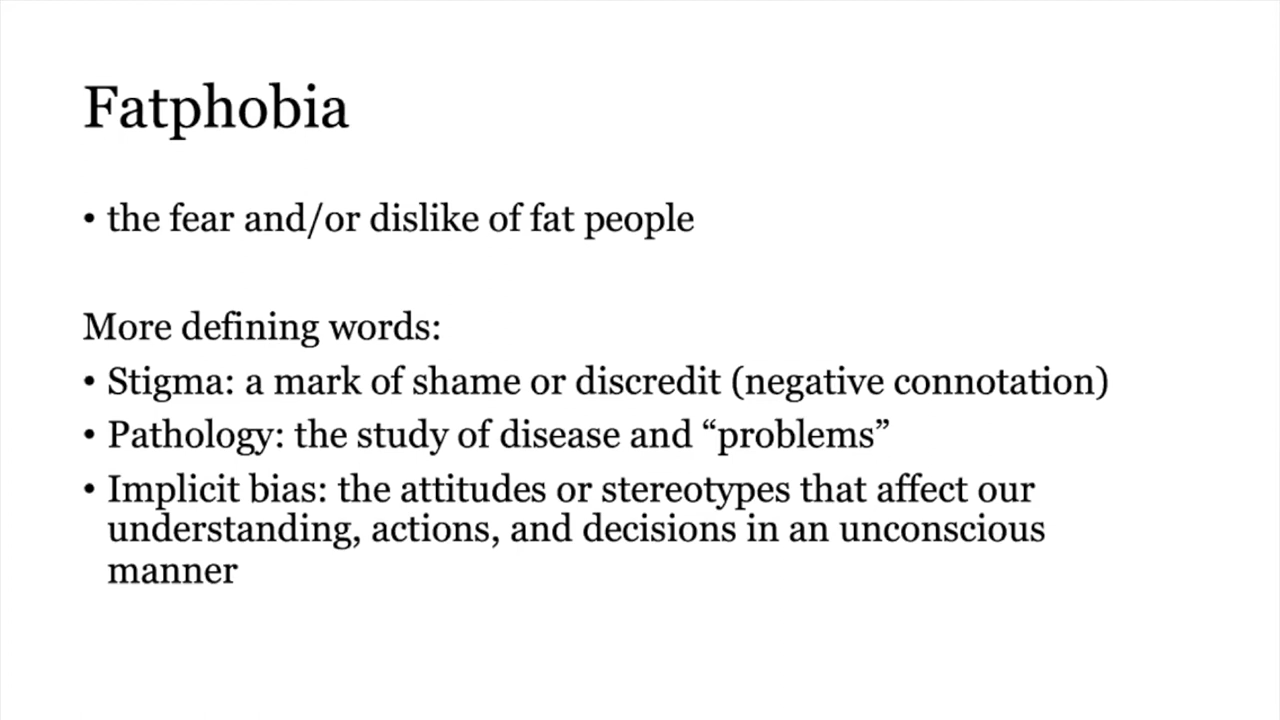 Fatphobia
• the fear and/or dislike of fat people
More defining words:
• Stigma: a mark of shame or discredit (negative connotation)
• Pathology: the study of disease and “problems”
• Implicit bias: the attitudes or stereotypes that affect our
understanding, actions, and decisions in an unconscious
manner